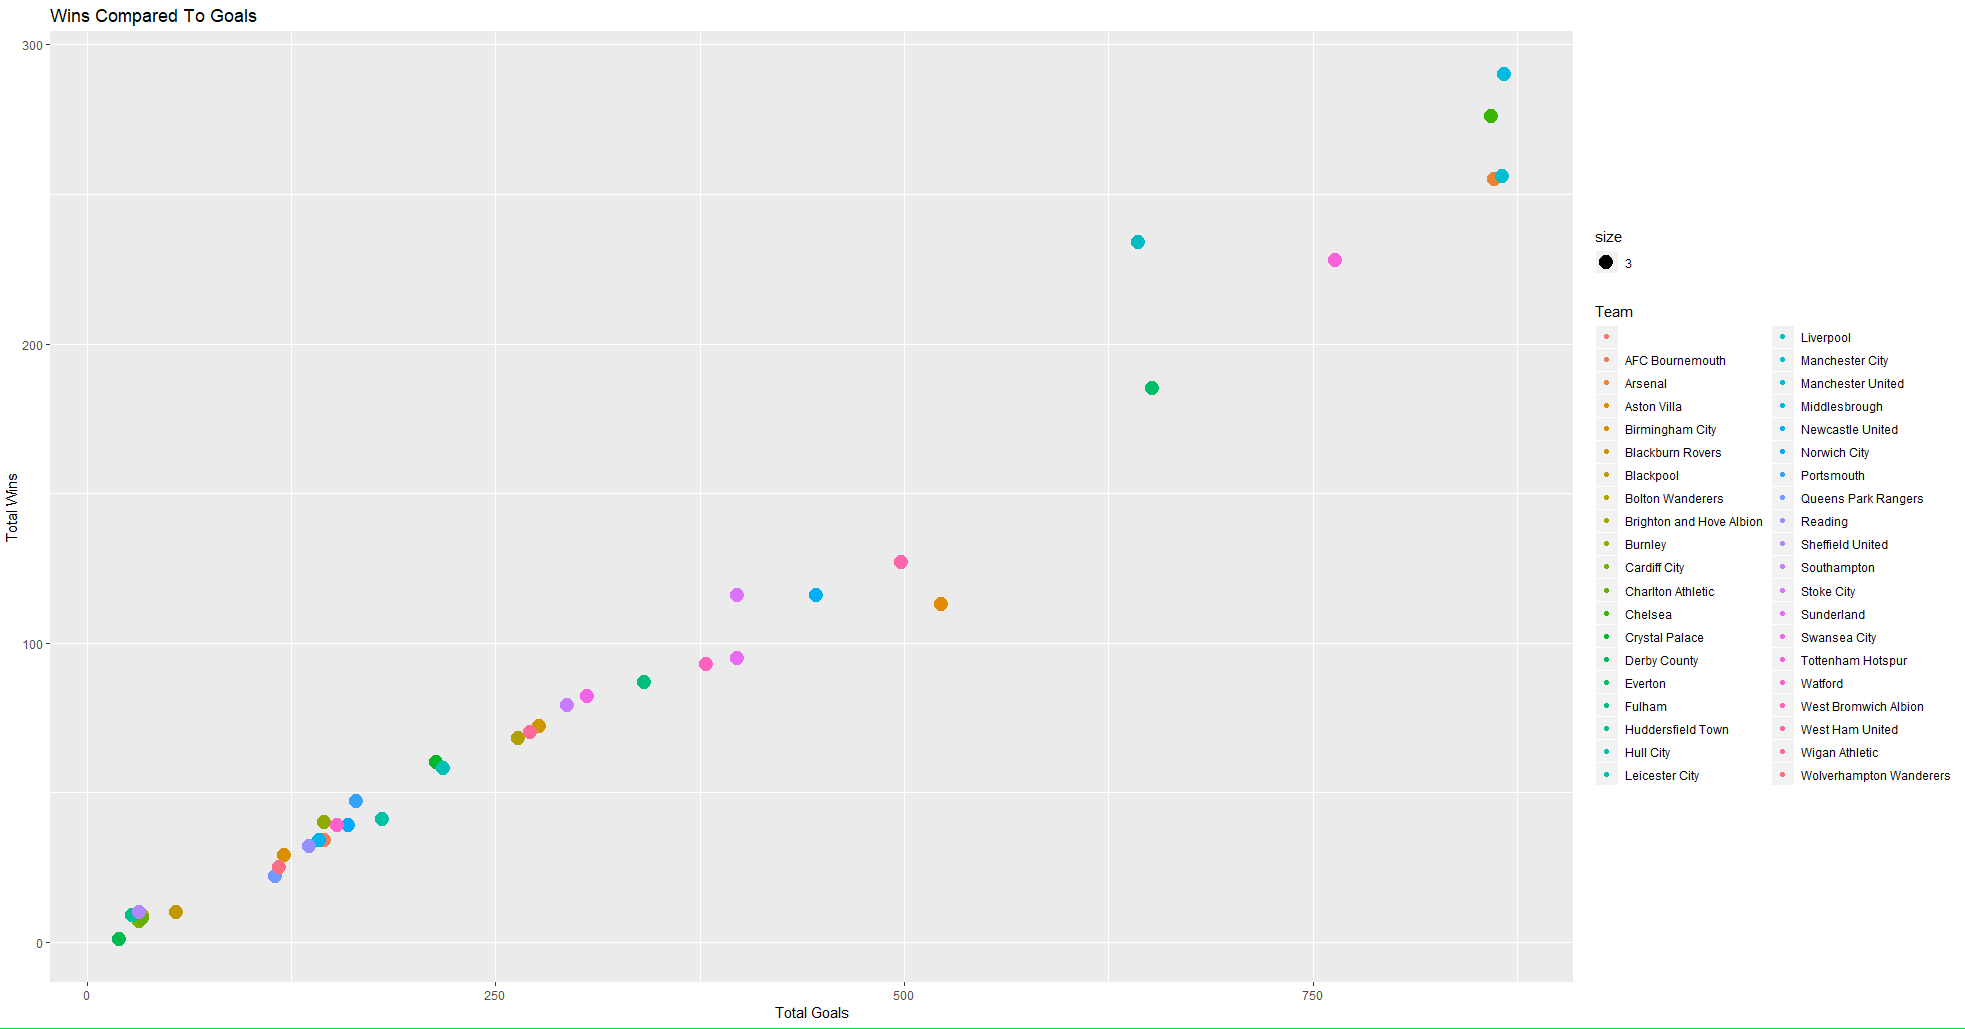 Wins Compared To Goals
300
200
100
0
Total Wins
0
250
500
750
Total Goals
size
3
Team
AFC Bournemouth
Arsenal
Aston Villa
Birmingham City
Blackburn Rovers
Blackpool
Bolton Wanderers
Brighton and Hove Albion
Burnley
Cardiff City
Charlton Athletic
Chelsea
Crystal Palace
Derby County
Everton
Fulham
Huddersfield Town
Hull City
Leicester City
Liverpool
Manchester City
Manchester United
Middlesbrough
Newcastle United
Norwich City
Portsmouth
Queens Park Rangers
Reading
Sheffield United
Southampton
Stoke City
Sunderland
Swansea City
Tottenham Hotspur
Watford
West Bromwich Albion
West Ham United
Wigan Athletic
Wolverhampton Wanderers